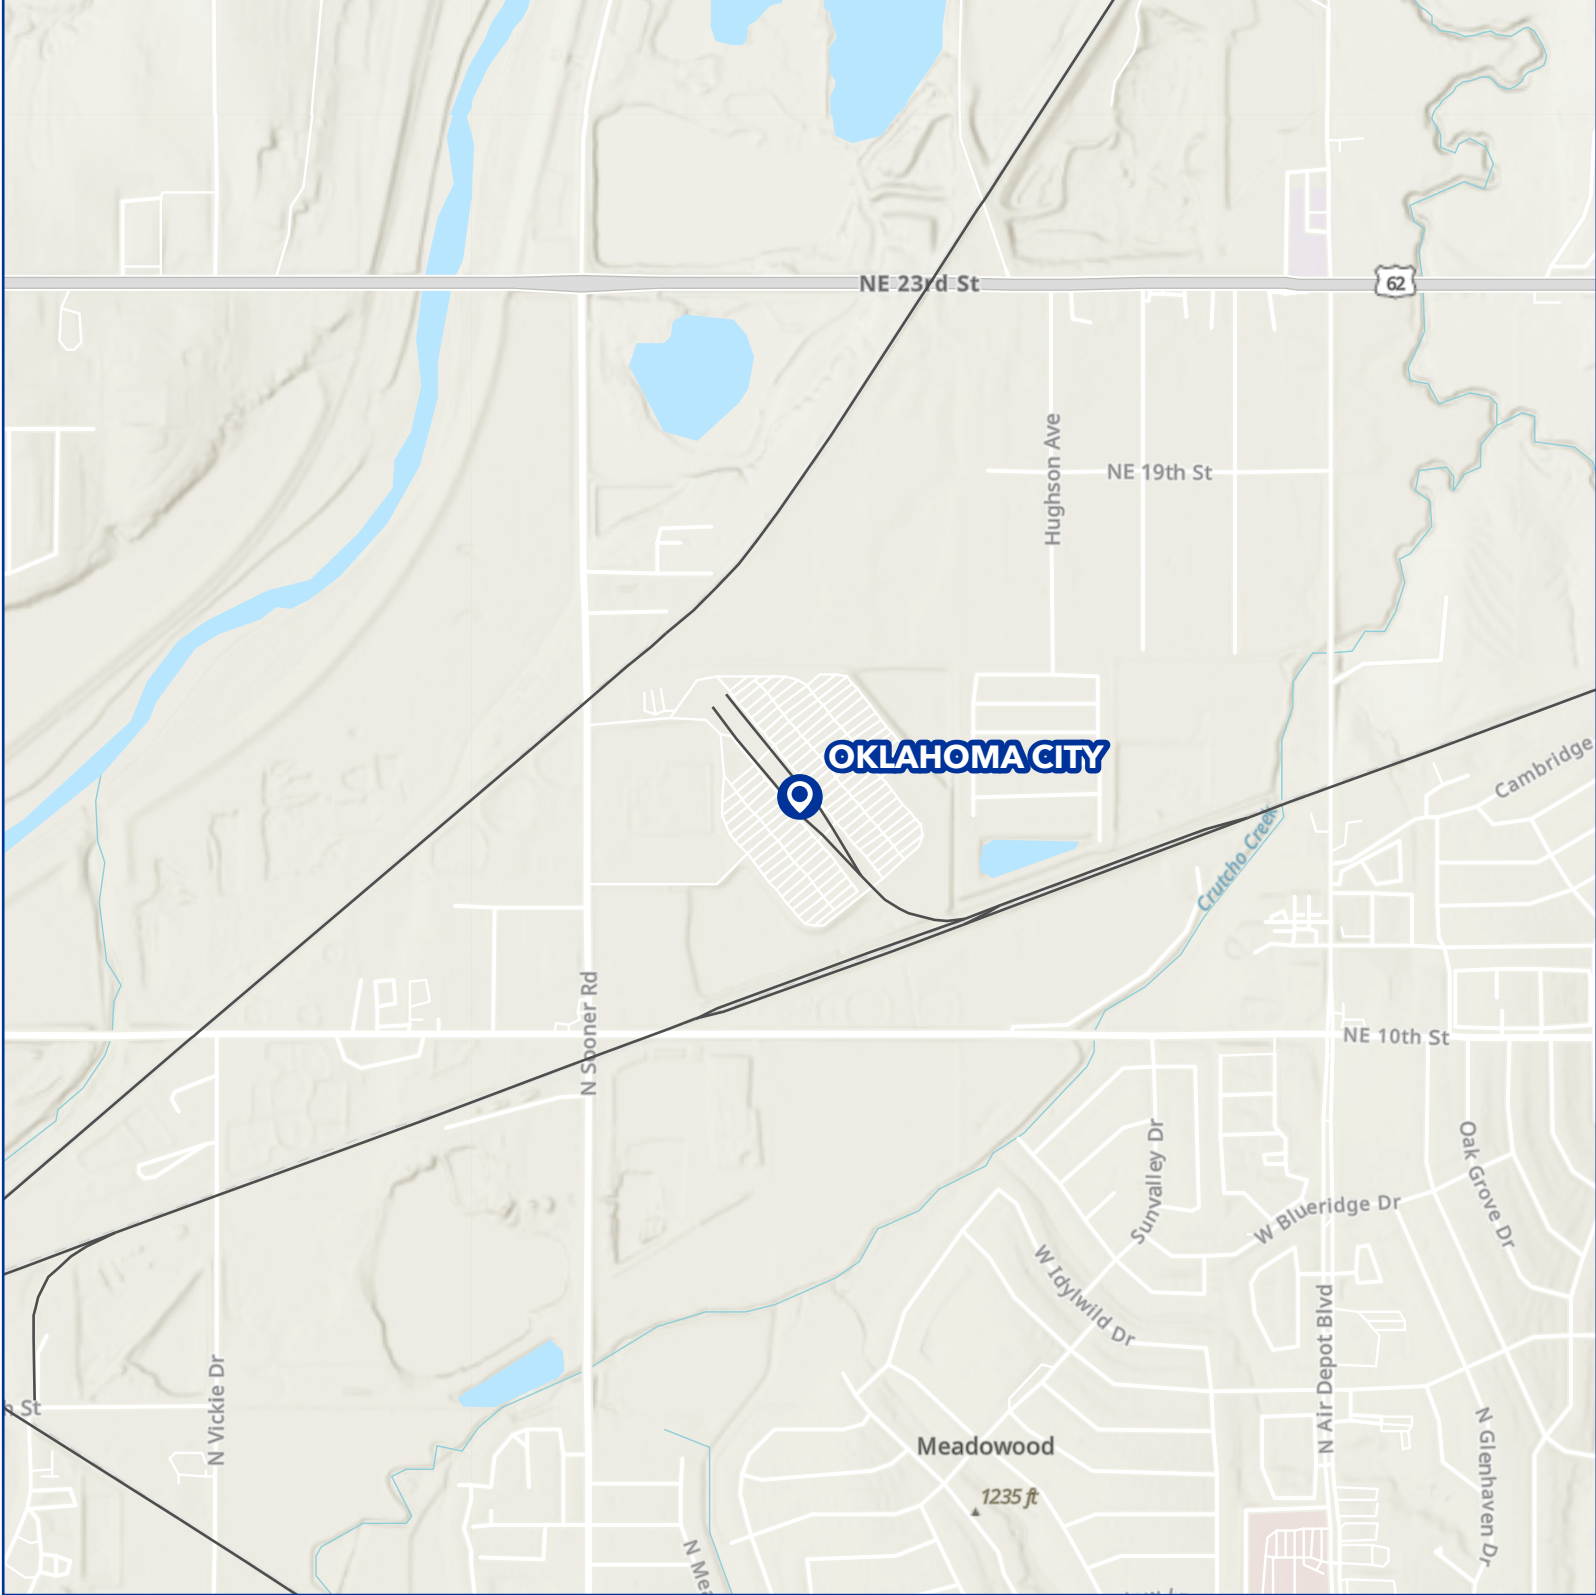 NE 23rd St
62
Hughson Ave
NE 19th St
OKLAHOMA CITY
Cambridge
Crutcho Creek
N Sooner Rd
NE 10th St
Sunvalley Dr
Oak Grove Dr
W Blueridge Dr
W Idylwild Dr
N Air Depot Blvd
N Vickie Dr
St
N Glenhaven Dr
Meadowood
1235 ft
N Mea